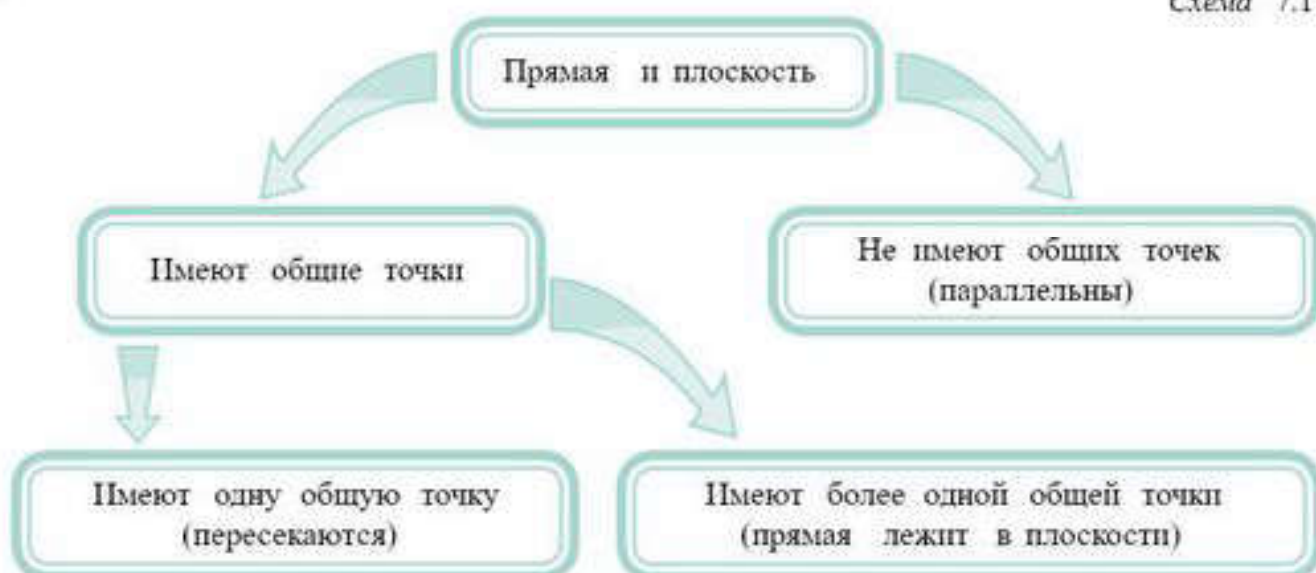 Схема 7.1
Прямая и плоскость
Имеют общие точки
Не имеют общих точек
(параллельны)
Имеют одну общую точку
(пересекаются)
Имеют более одной общей точки
(прямая лежит в плоскости)